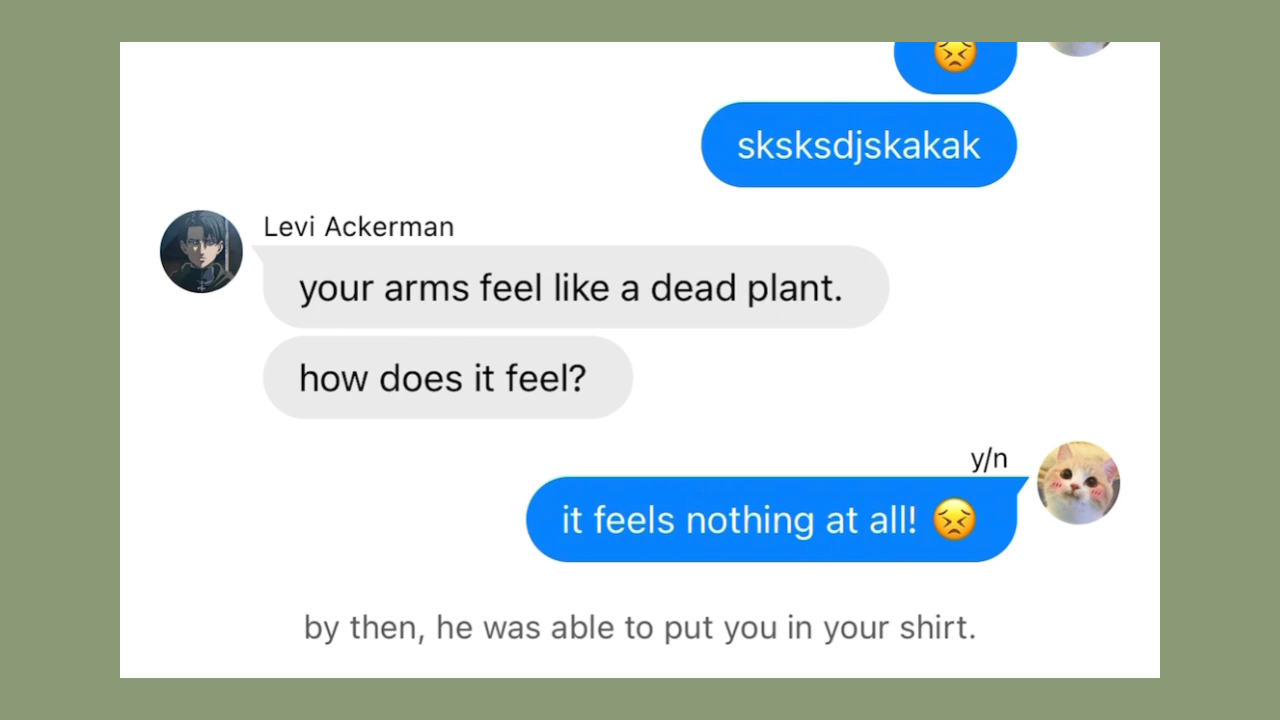 😣
sksksdjskakak
Levi Ackerman
your arms feel like a dead plant.
how does it feel?
y/n
it feels nothing at all! 😣
by then, he was able to put you in your shirt.